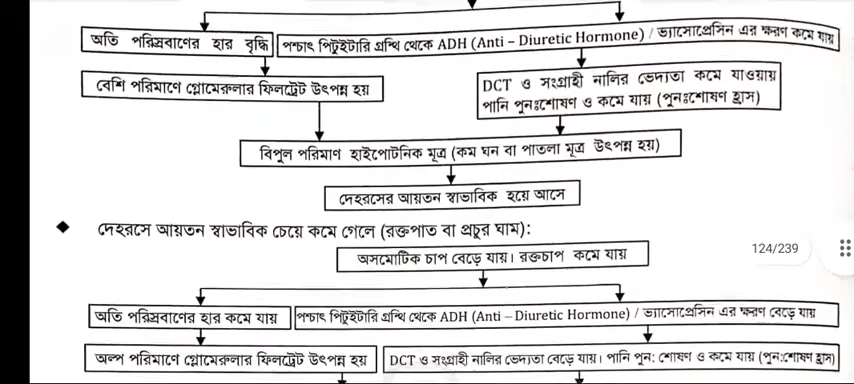 অতি পরিস্রবাণের হার বৃদ্ধি
পশ্চাৎ পিটুইটারি গ্রন্থি থেকে ADH (Anti – Diuretic Hormone) / ভ্যাসোপ্রেসিন এর ক্ষরণ কমে যায়
বেশি পরিমাণে গ্লোমেরুলার ফিলট্রেট উৎপন্ন হয়
DCT ও সংগ্রাহী নালির ভেদ্যতা কমে যাওয়ায়
পানি পুনঃশোষণ ও কমে যায় (পুনঃশোষণ হ্রাস)
বিপুল পরিমাণ হাইপোটনিক মূত্র (কম ঘন বা পাতলা মূত্র উৎপন্ন হয়)
দেহরসের আয়তন স্বাভাবিক হয়ে আসে
◆ দেহরসে আয়তন স্বাভাবিক চেয়ে কমে গেলে (রক্তপাত বা প্রচুর ঘাম):
124/239
অসমোটিক চাপ বেড়ে যায়। রক্তচাপ কমে যায়
অতি পরিস্রবাণের হার কমে যায়
পশ্চাৎ পিটুইটারি গ্রন্থি থেকে ADH (Anti – Diuretic Hormone) / ভ্যাসোপ্রেসিন এর ক্ষরণ বেড়ে যায়
অল্প পরিমাণে গ্লোমেরুলার ফিলট্রেট উৎপন্ন হয়
DCT ও সংগ্রাহী নালির ভেদ্যতা বেড়ে যায়। পানি পুন: শোষণ ও কমে যায় (পুন:শোষণ হ্রাস)